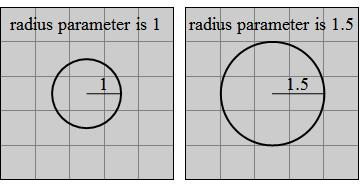 radius parameter is 1
1
radius parameter is 1.5
1.5